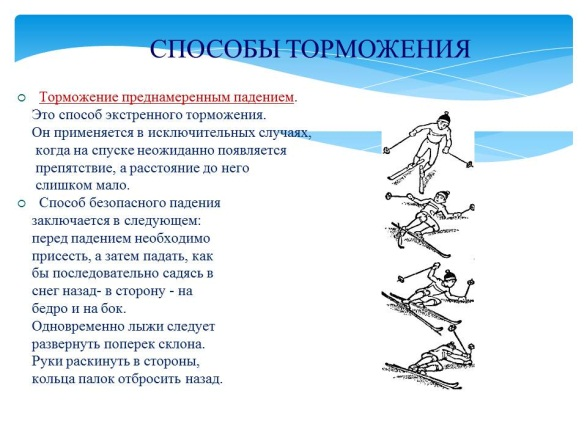 СПОСОБЫ ТОРМОЖЕНИЯ
Торможение преднамеренным падением.
Это способ экстренного торможения.
Он применяется в исключительных случаях,
когда на спуске неожиданно появляется
препятствие, а расстояние до него
слишком мало.
Способ безопасного падения
заключается в следующем:
перед падением необходимо
присесть, а затем падать, как
бы последовательно садясь в
снег назад- в сторону - на
бедро и на бок.
Одновременно лыжи следует
развернуть поперек склона.
Руки раскинуть в стороны,
кольца палок отбросить назад.